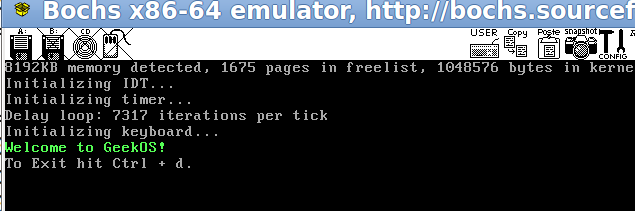 Bochs x86-64 emulator, http://bochs.sourcef
A: B: CD USER Copy Paste snapshot CONFIG
8192KB memory detected, 1675 pages in freelist, 1048576 bytes in kerne
Initializing IDT...
Initializing timer...
Delay loop: 7317 iterations per tick
Initializing keyboard...
Welcome to GeekOS!
To Exit hit Ctrl + d.